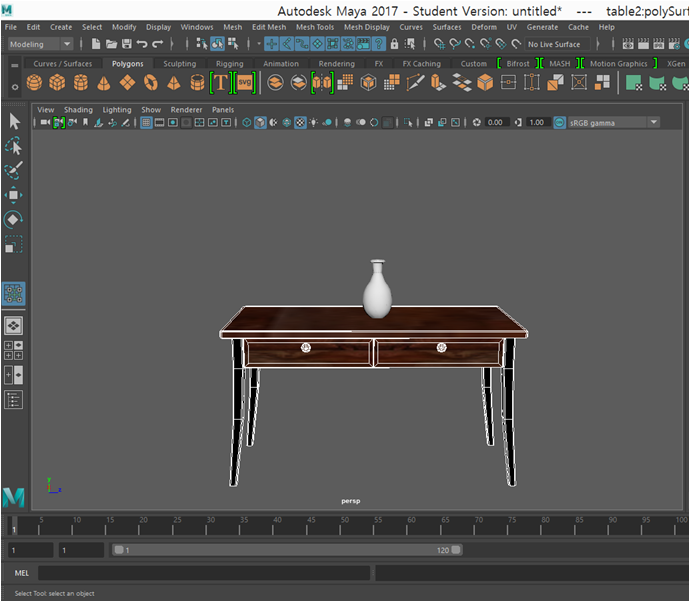 Autodesk Maya 2017 - Student Version: untitled* --- table2:polySurf
File Edit Create Select Modify Display Windows Mesh Edit Mesh Mesh Tools Mesh Display Curves Surfaces Deform UV Generate Cache Help
Modeling No Live Surface
Curves / Surfaces Polygons Sculpting Rigging Animation Rendering FX FX Caching Custom Bifrost MASH Motion Graphics XGen
T SVG
View Shading Lighting Show Renderer Panels
0.00 1.00 sRGB gamma
persp
5 10 15 20 25 30 35 40 45 50 55 60 65 70 75 80 85 90 95 100
1
1 1 1 120
MEL
Select Tool: select an object